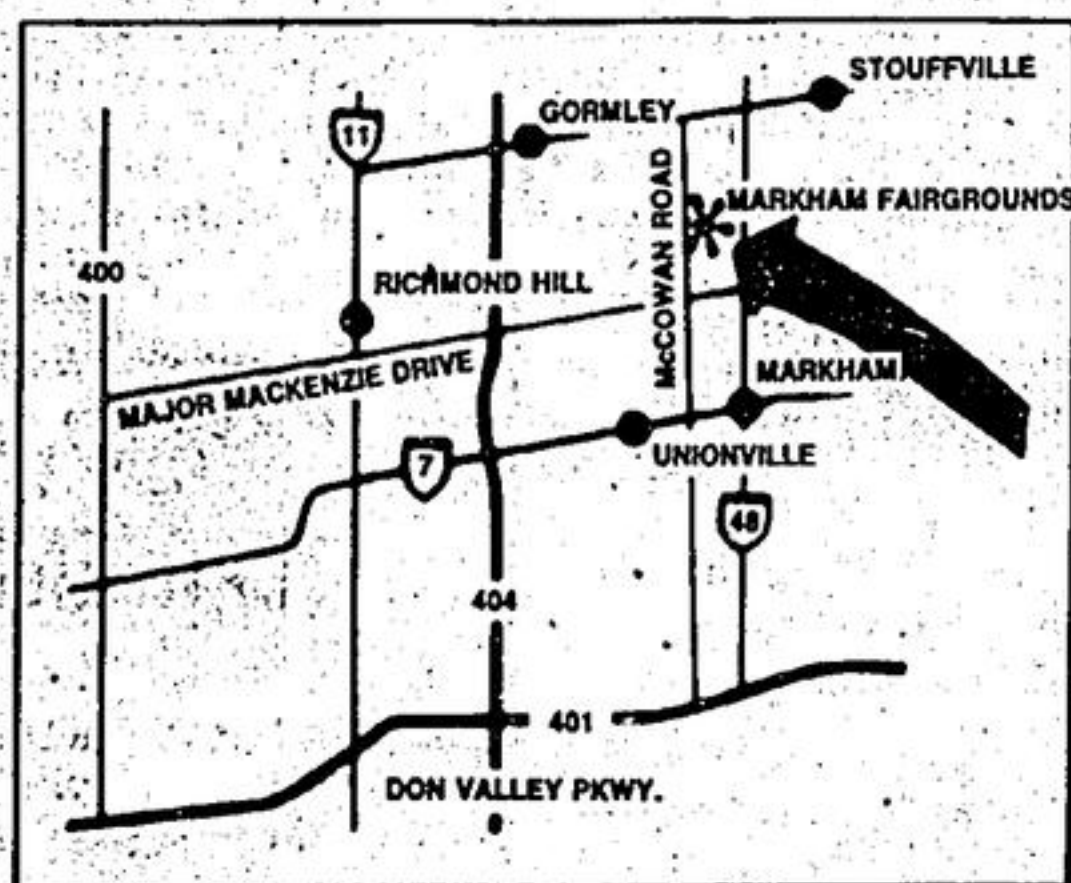 STOUFFVILLE
GORMLEY
11
McCOWAN ROAD
MARKHAM FAIRGROUNDS
400
RICHMOND HILL
MAJOR MACKENZIE DRIVE
MARKHAM
7
UNIONVILLE
48
404
401
DON VALLEY PKWY.